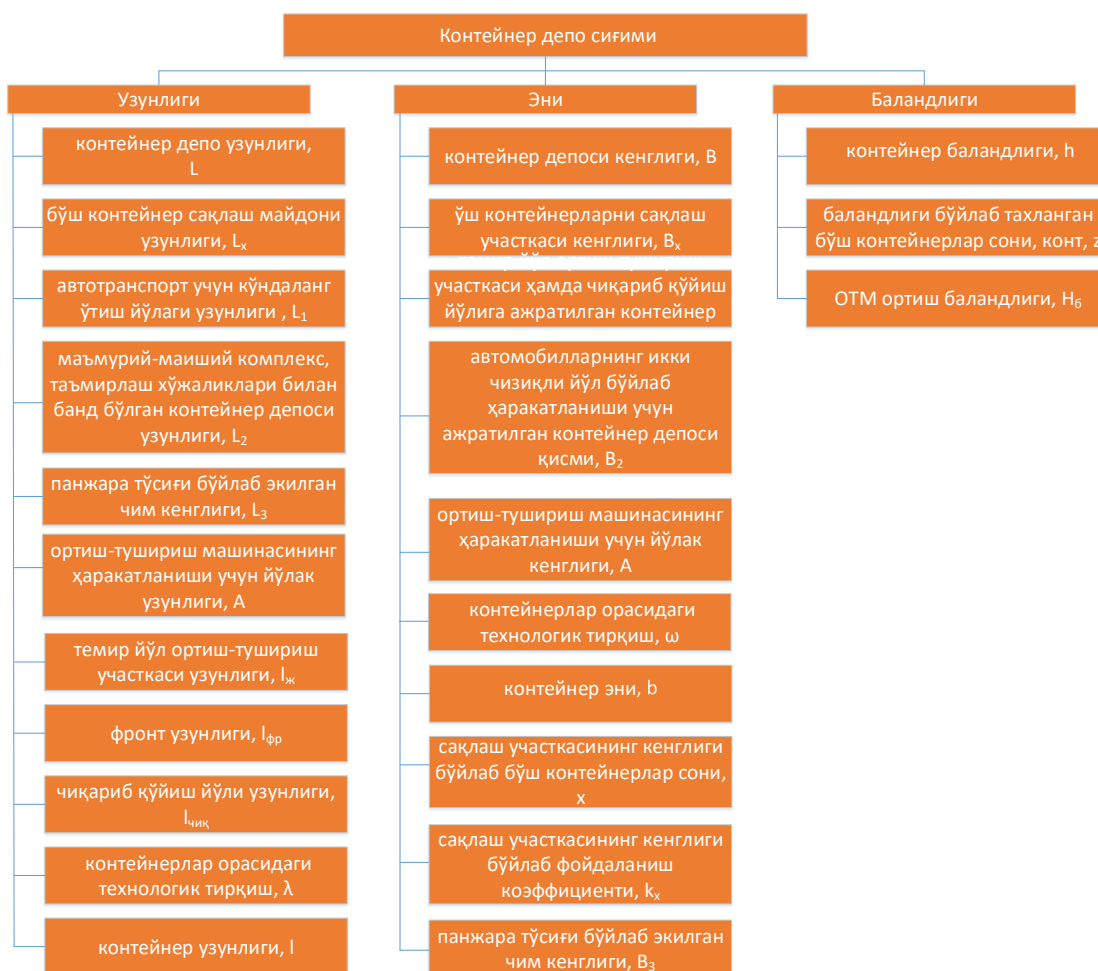 Контейнер депо сиғими
Узунлиги
контейнер депо узунлиги,
L
бўш контейнер сақлаш майдони
узунлиги, Lₓ
автотранспорт учун кўндаланг
ўтиш йўлаги узунлиги , L₁
маъмурий-маиший комплекс,
таъмирлаш хўжаликлари билан
банд бўлган контейнер депоси
узунлиги, L₂
панжара тўсиғи бўйлаб экилган
чим кенглиги, L₃
ортиш-тушириш машинасининг
ҳаракатланиши учун йўлак
узунлиги, А
темир йўл ортиш-тушириш
участкаси узунлиги, lж
фронт узунлиги, lфр
чиқариб қўйиш йўли узунлиги,
lчиқ
контейнерлар орасидаги
технологик тирқиш, λ
контейнер узунлиги, l
Эни
контейнер депоси кенглиги, В
ўш контейнерларни сақлаш
участкаси кенглиги, Вₓ
участкаси ҳамда чиқариб қўйиш
йўлига ажратилган контейнер
автомобилларнинг икки
чизиқли йўл бўйлаб
ҳаракатланиши учун
ажратилган контейнер депоси
қисми, В₂
ортиш-тушириш машинасининг
ҳаракатланиши учун йўлак
кенглиги, А
контейнерлар орасидаги
технологик тирқиш, ω
контейнер эни, b
сақлаш участкасининг кенглиги
бўйлаб бўш контейнерлар сони,
х
сақлаш участкасининг кенглиги
бўйлаб фойдаланиш
коэффициенти, kₓ
панжара тўсиғи бўйлаб экилган
чим кенглиги, В₃
Баландлиги
контейнер баландлиги, h
баландлиги бўйлаб тахланган
бўш контейнерлар сони, конт, z
ОТМ ортиш баландлиги, Нб